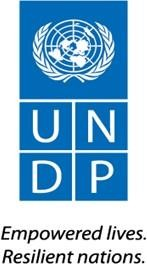 U N
D P
Empowered lives.
Resilient nations.